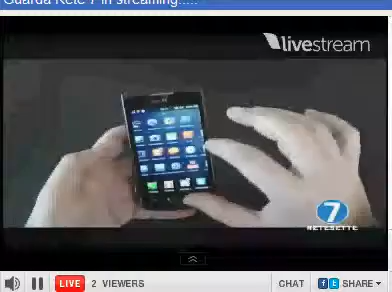 Guarda Rete 7 in streaming.....
livestream
7
RETESETTE
LIVE 2 VIEWERS CHAT f t SHARE